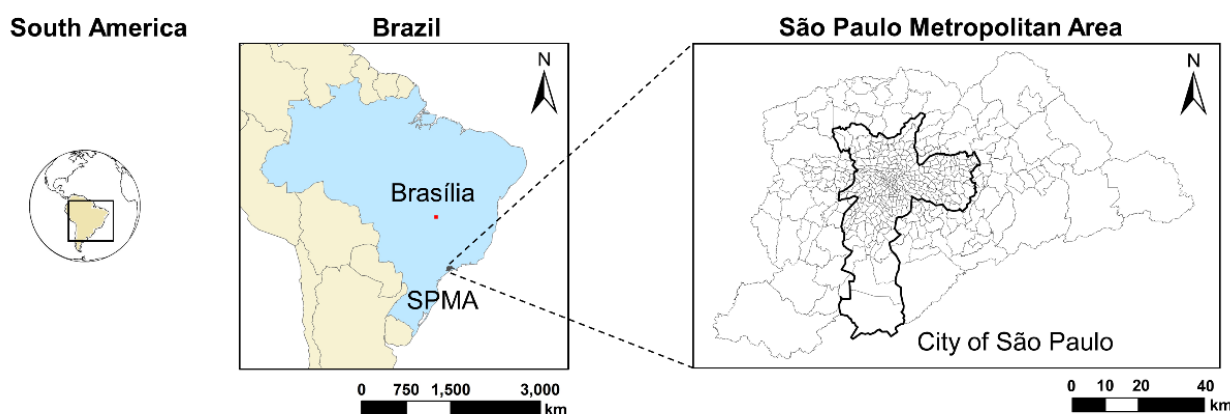 South America
Brazil
São Paulo Metropolitan Area
N
N
Brasília
SPMA
City of São Paulo
0 750 1,500 3,000
km
0 10 20 40
km